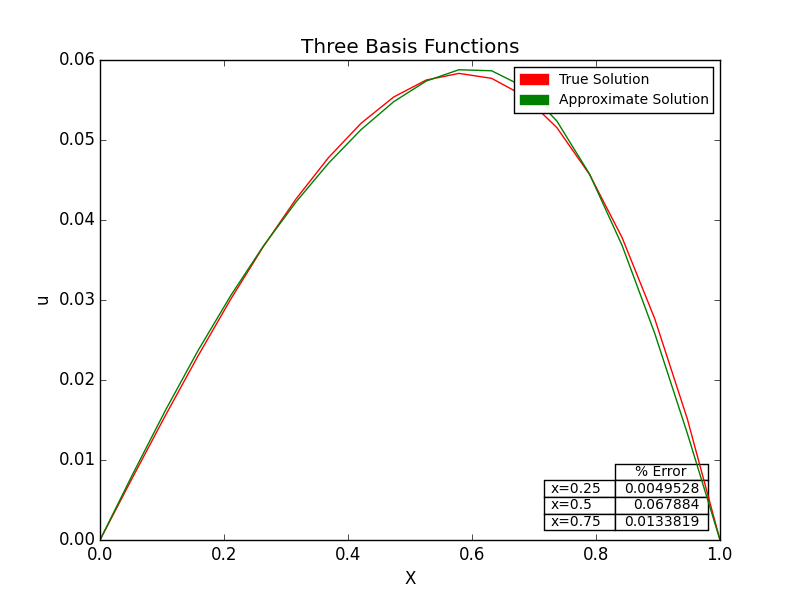 Three Basis Functions
0.06
0.05
0.04
0.03
0.02
0.01
0.00
u
True Solution
Approximate Solution
% Error
x=0.25 0.0049528
x=0.5 0.067884
x=0.75 0.0133819
0.0 0.2 0.4 0.6 0.8 1.0
X